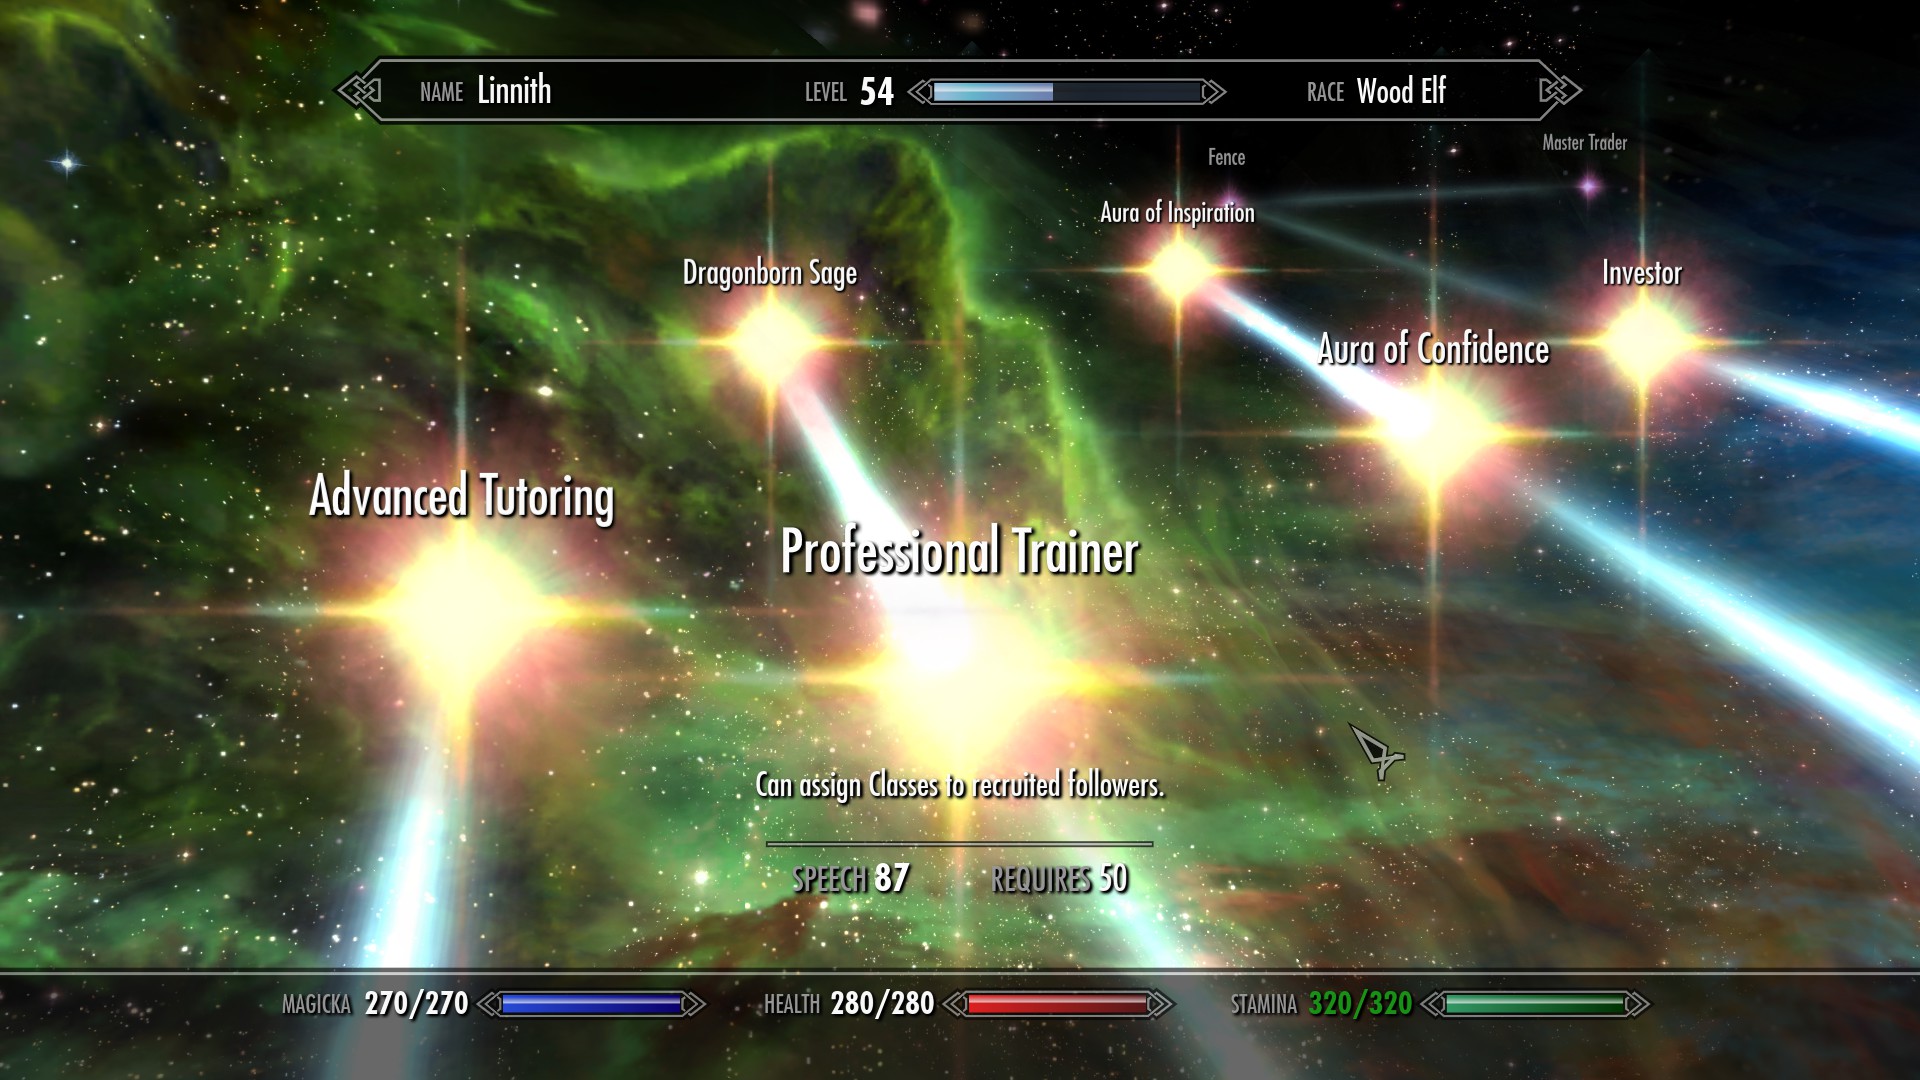 NAME Linnith LEVEL 54 RACE Wood Elf
Master Trader
Fence
Aura of Inspiration
Dragonborn Sage
Investor
Aura of Confidence
Advanced Tutoring
Professional Trainer
Can assign Classes to recruited followers.
SPEECH 87 REQUIRES 50
MAGICKA 270/270 HEALTH 280/280 STAMINA 320/320